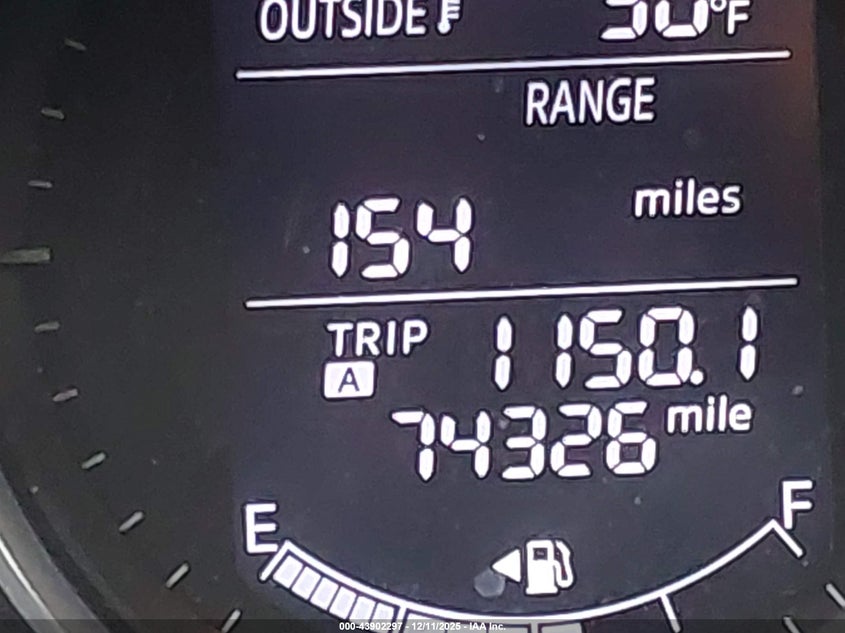 OUTSIDE °F
RANGE
154 miles
TRIP A 1150.1
74326 mile
E F
000-43902297 - 12/11/2025 - IAA Inc.